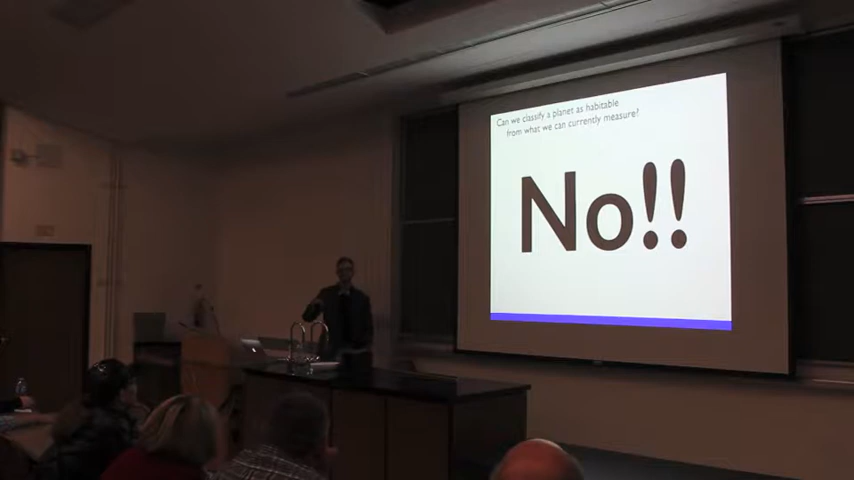 Can we classify a planet as habitable
from what we can currently measure?
No!!